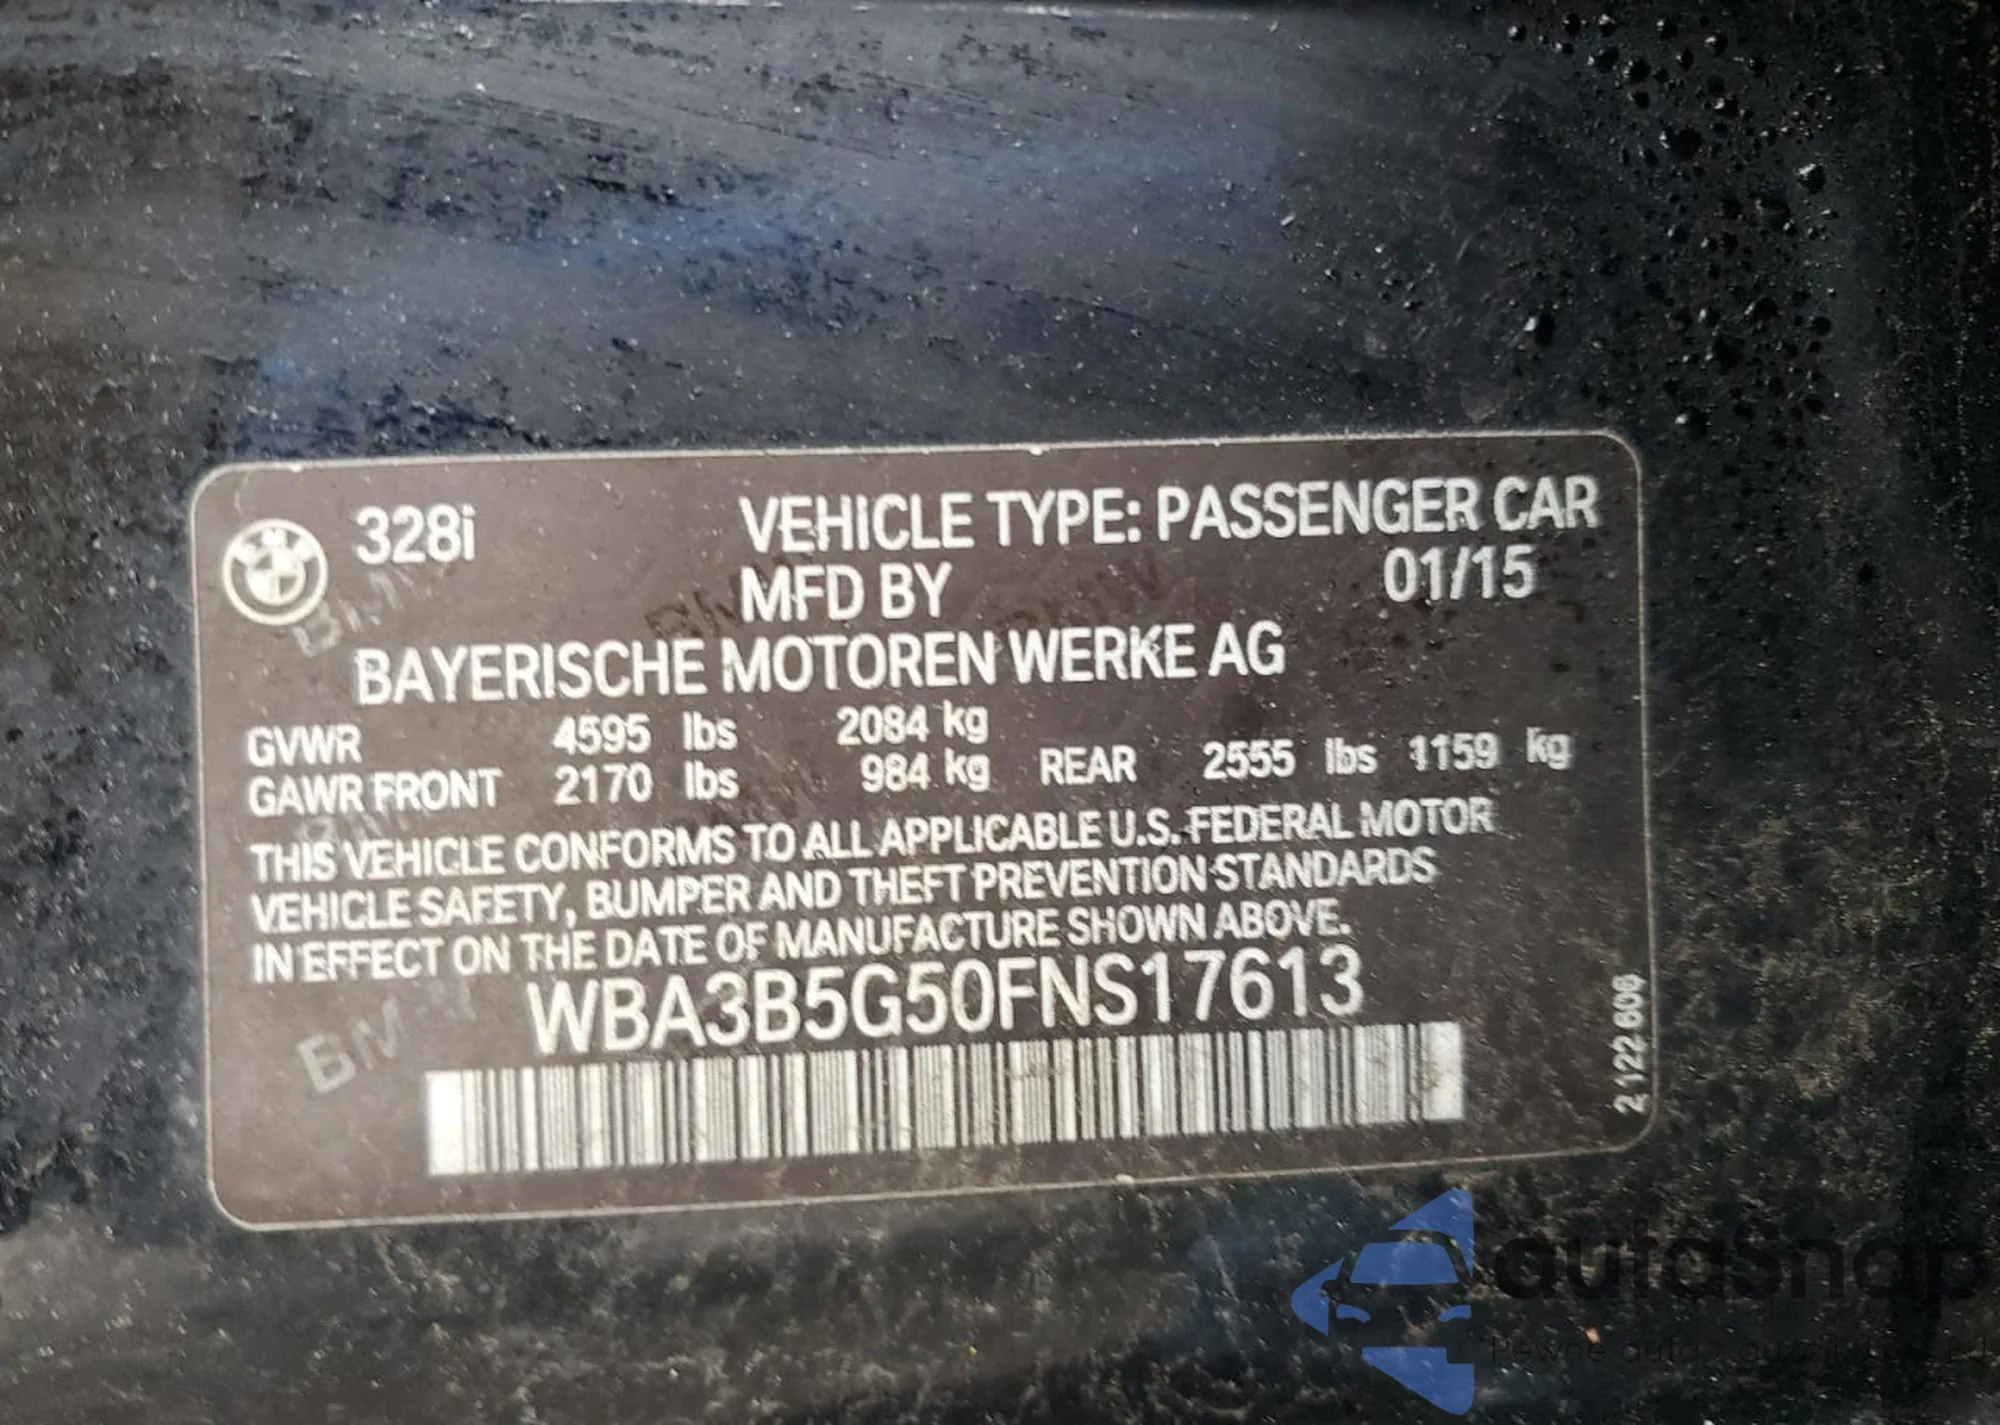 328i VEHICLE TYPE: PASSENGER CAR
MFD BY 01/15
BAYERISCHE MOTOREN WERKE AG
GVWR 4595 lbs 2084 kg
GAWR FRONT 2170 lbs 984 kg REAR 2555 lbs 1159 kg
THIS VEHICLE CONFORMS TO ALL APPLICABLE U.S. FEDERAL MOTOR
VEHICLE SAFETY, BUMPER AND THEFT PREVENTION STANDARDS
IN EFFECT ON THE DATE OF MANUFACTURE SHOWN ABOVE.
WBA3B5G50FNS17613
2 122 606
autaSnap
Pewne auta z